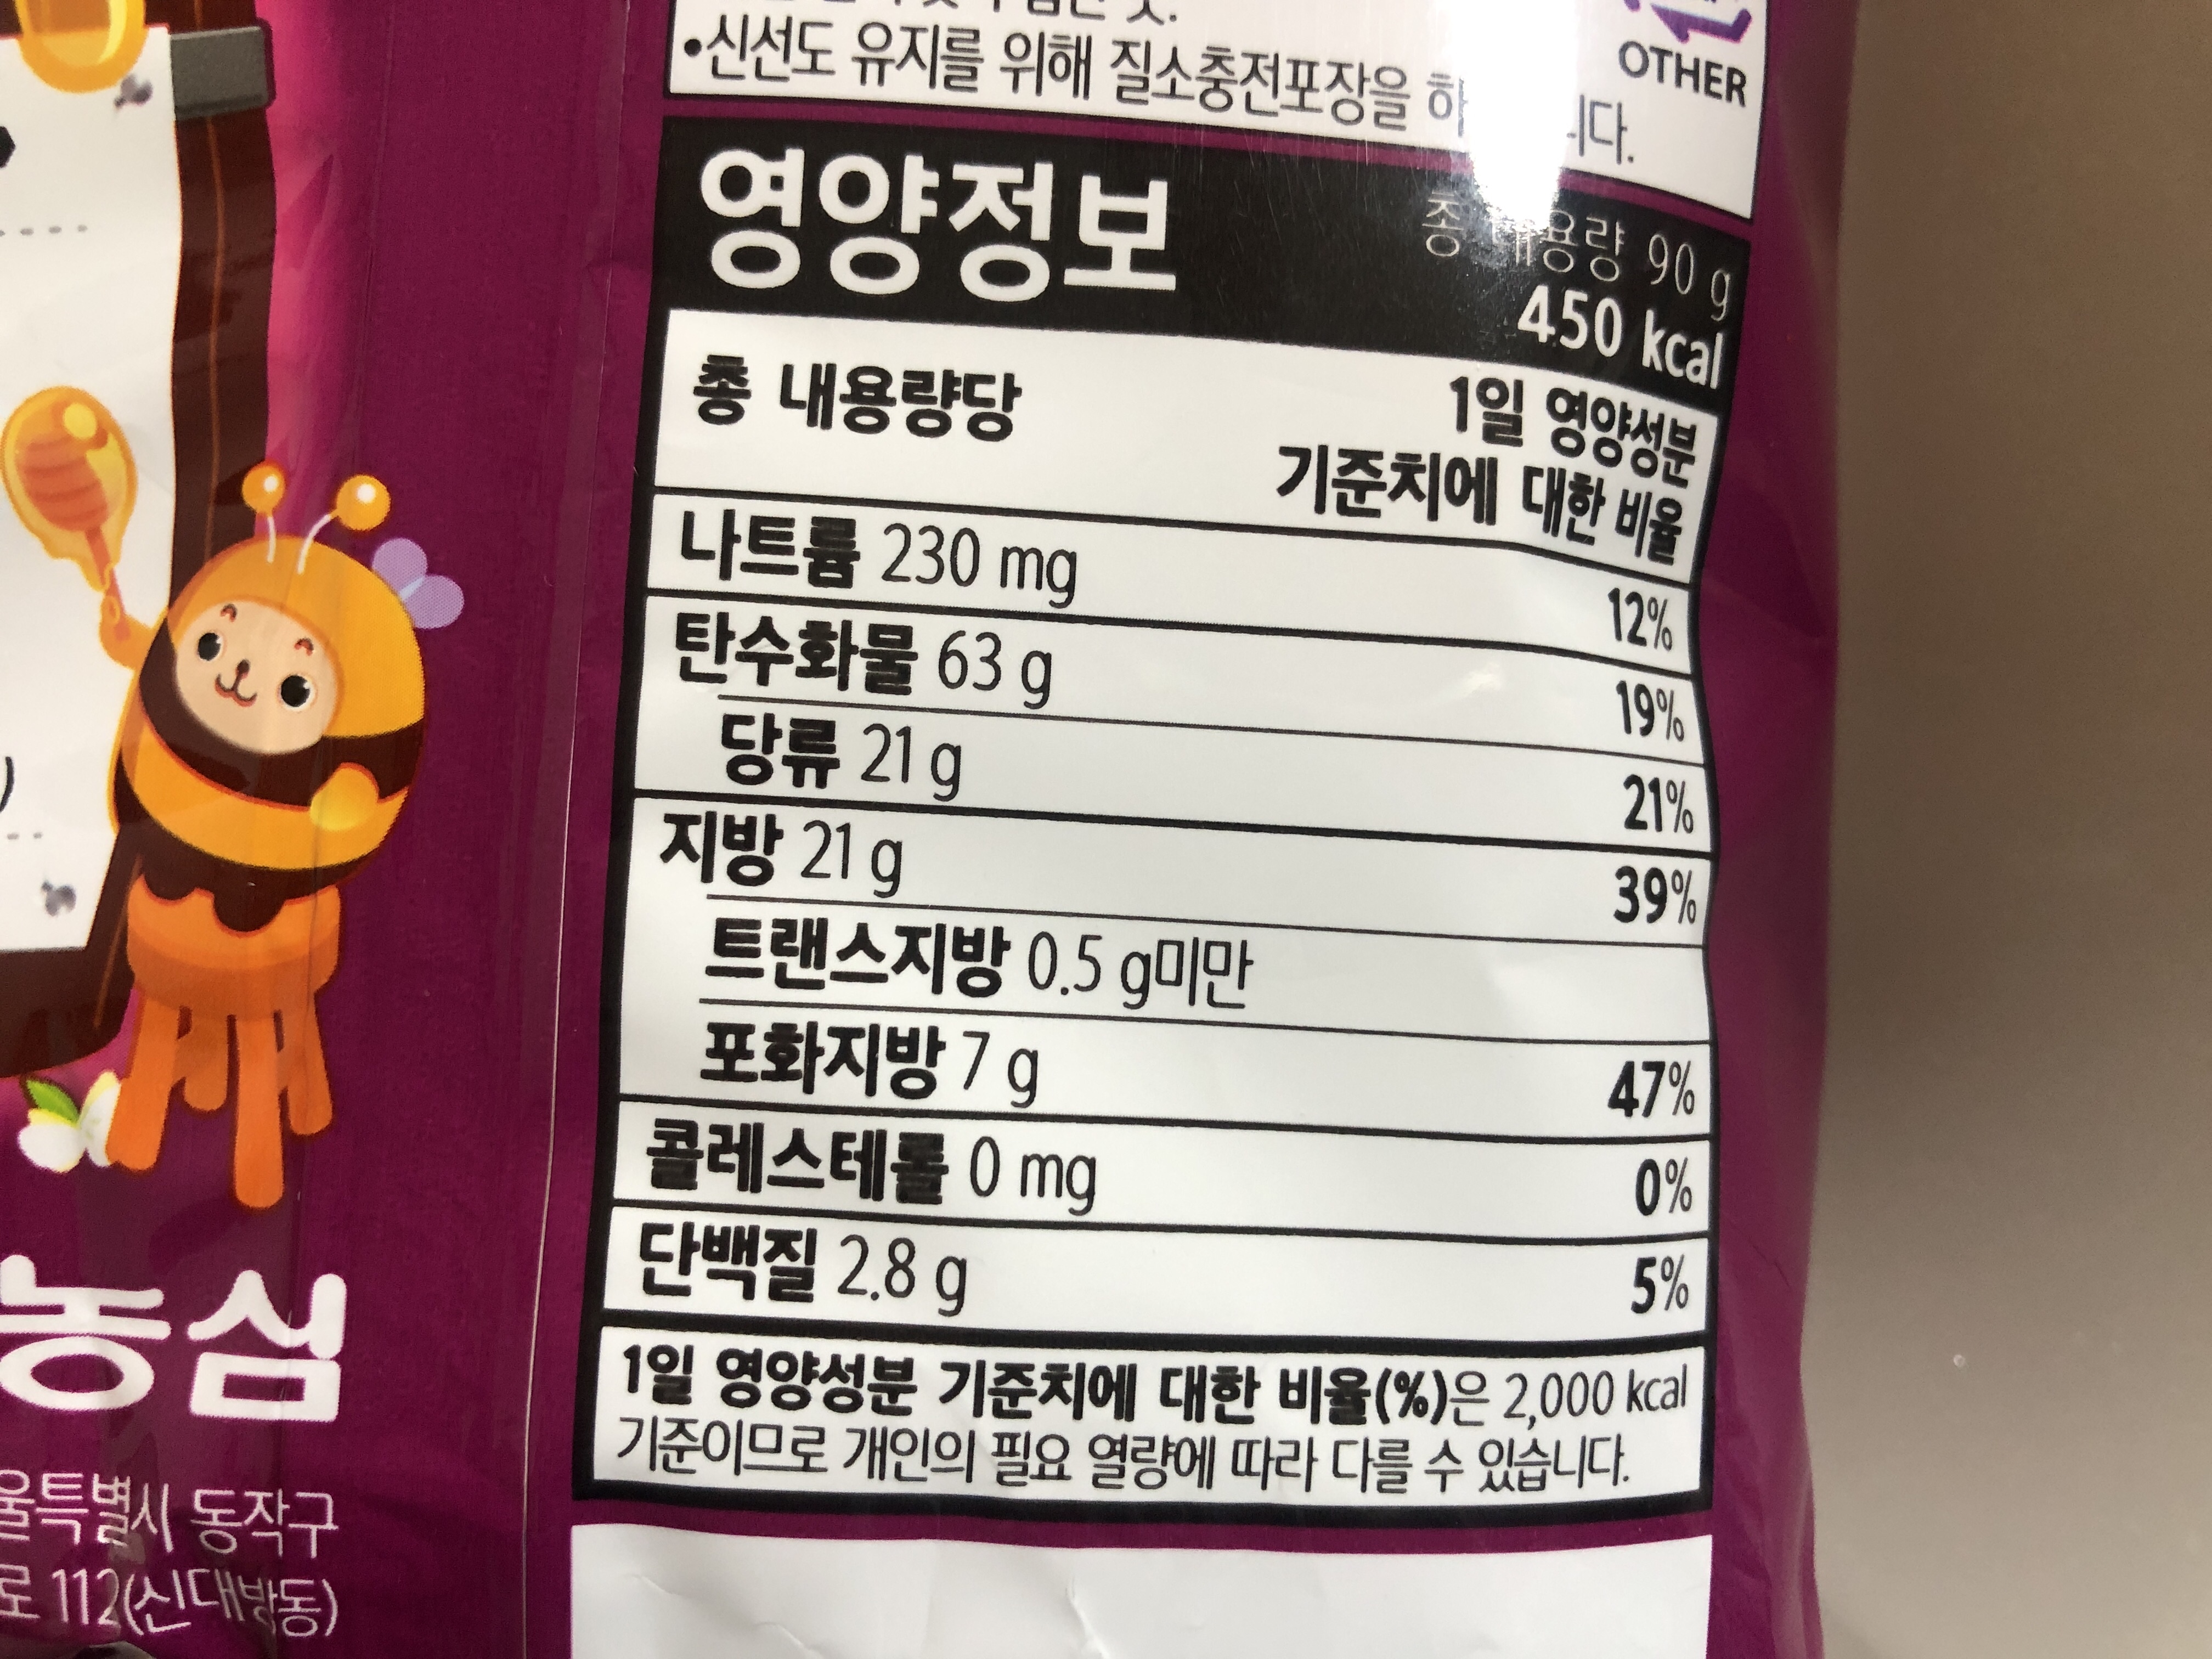 •신선도 유지를 위해 질소충전포장을
OTHER
영양정보
총 내용량 90 g
450 kcal
총 내용량당
1일 영양성분
기준치에 대한 비율
나트륨 230 mg 12%
탄수화물 63 g 19%
당류 21 g 21%
지방 21 g 39%
트랜스지방 0.5 g미만
포화지방 7 g 47%
콜레스테롤 0 mg 0%
단백질 2.8 g 5%
1일 영양성분 기준치에 대한 비율(%)은 2,000 kcal
기준이므로 개인의 필요 열량에 따라 다를 수 있습니다.
농심
울특별시 동작구
로 112(신대방동)